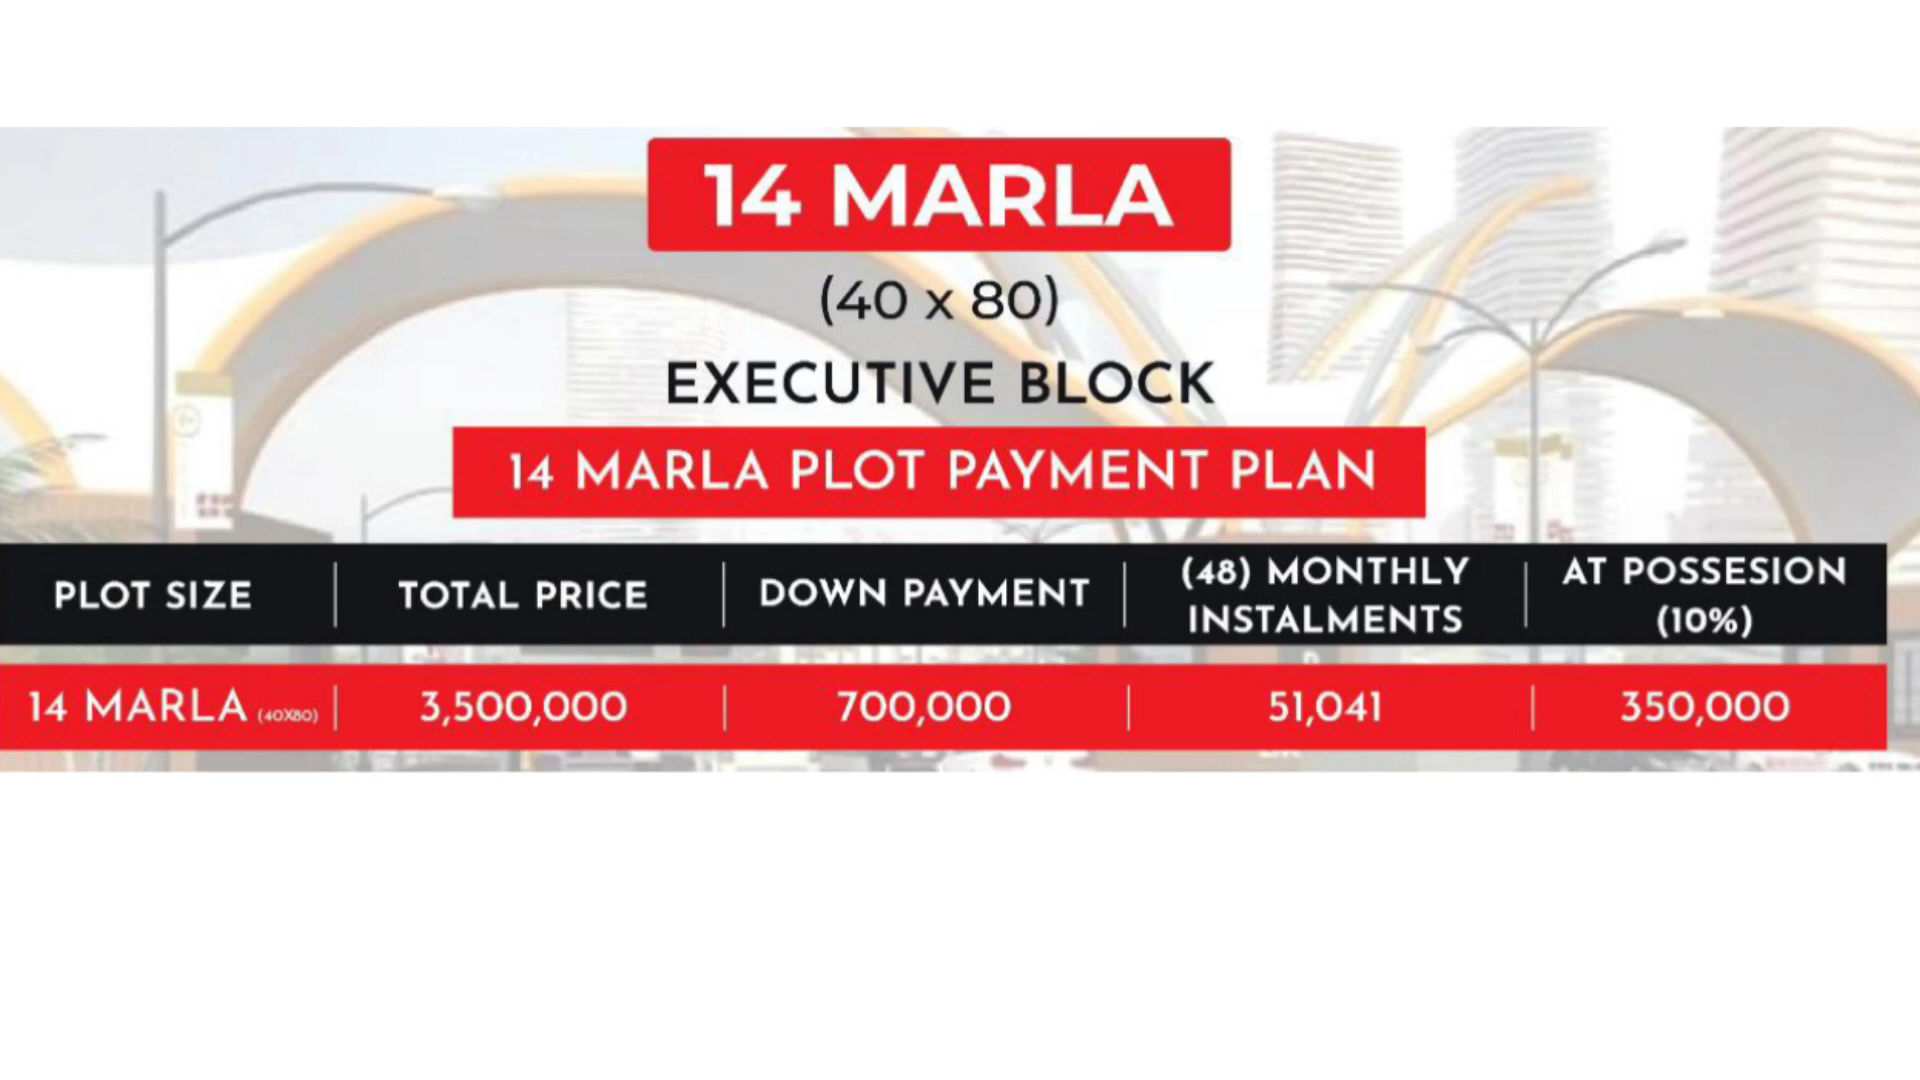 14 MARLA
(40 x 80)
EXECUTIVE BLOCK
14 MARLA PLOT PAYMENT PLAN
PLOT SIZE
TOTAL PRICE
DOWN PAYMENT
(48) MONTHLY
INSTALMENTS
AT POSSESION
(10%)
14 MARLA (40X80)
3,500,000
700,000
51,041
350,000